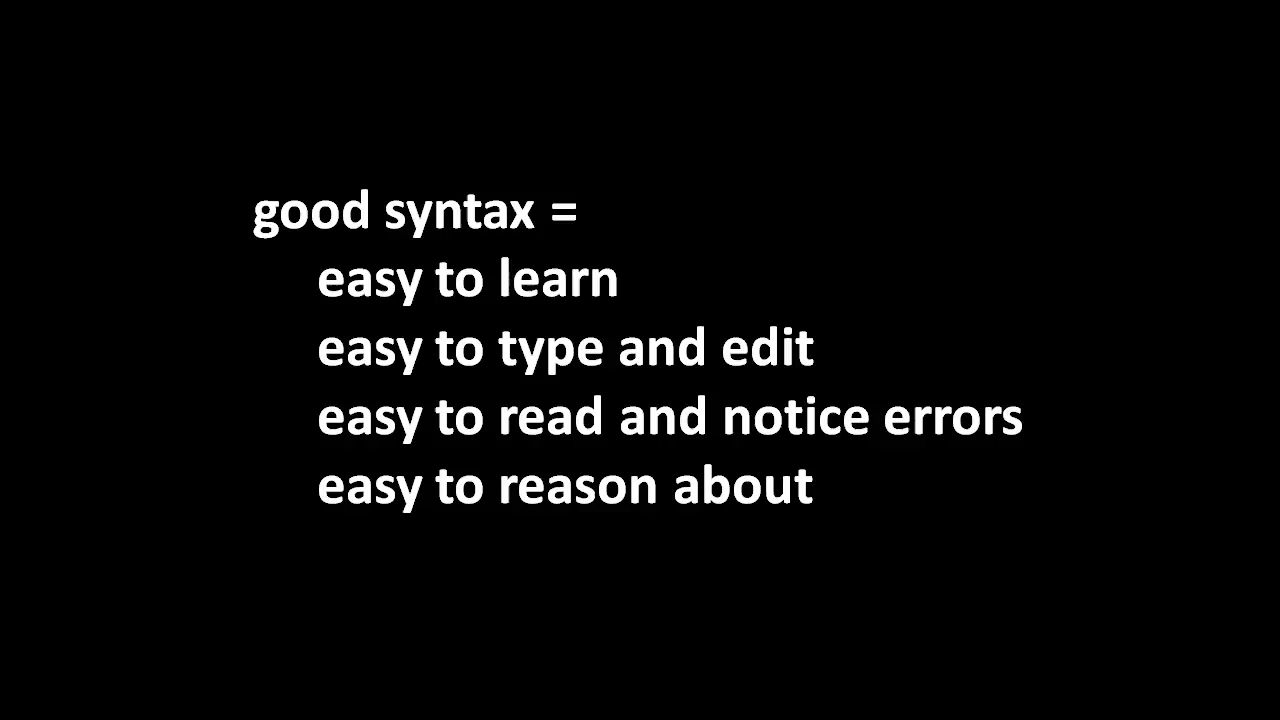 good syntax =
easy to learn
easy to type and edit
easy to read and notice errors
easy to reason about